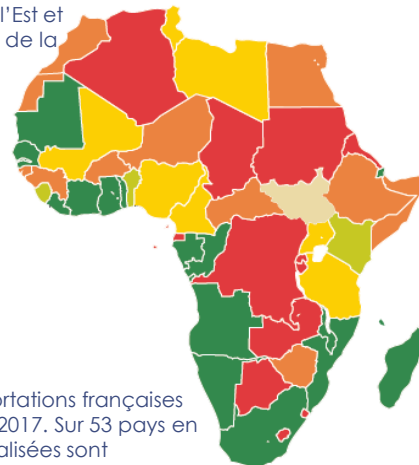 l'Est et
de la
ortations françaises
2017. Sur 53 pays en
alisées sont